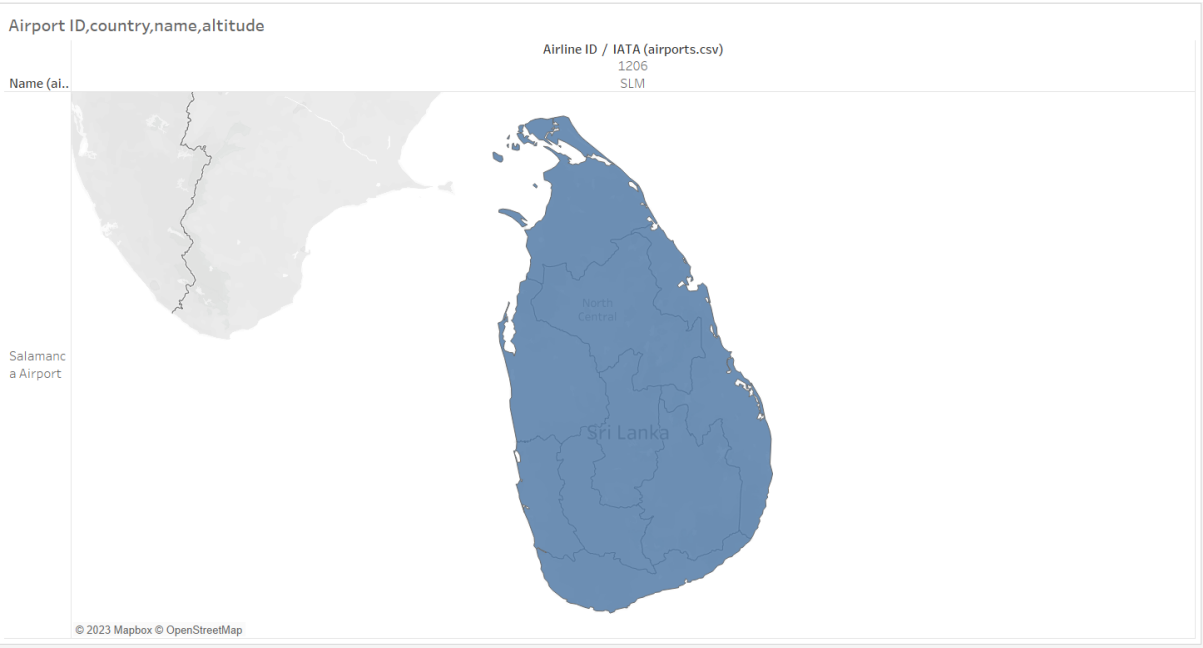 Airport ID,country,name,altitude
Airline ID / IATA (airports.csv)
1206
Name (ai..
SLM
North
Central
Salamanc
a Airport
Sri Lanka
© 2023 Mapbox © OpenStreetMap